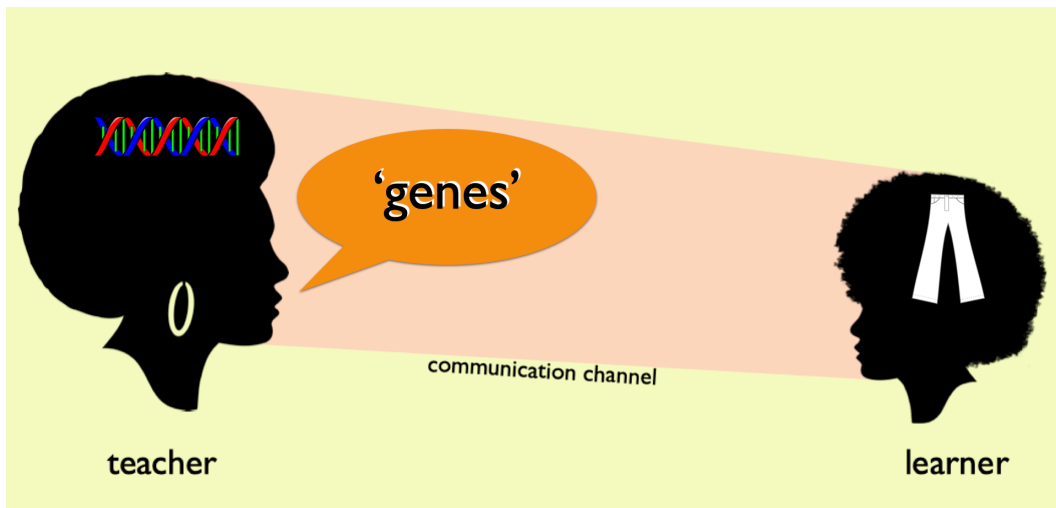 ‘genes’
communication channel
teacher
learner